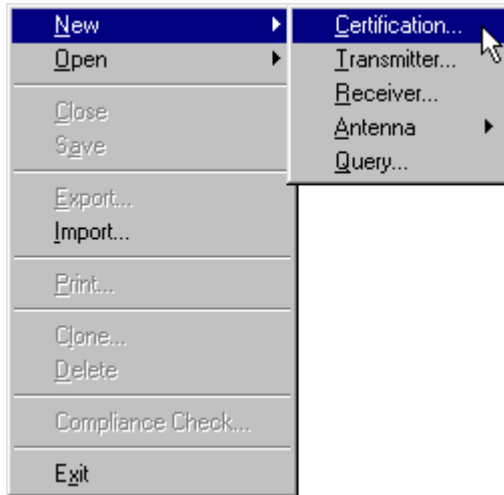 New
Open
Close
Save
Export...
Import...
Print...
Clone...
Delete
Compliance Check...
Exit
Certification...
Transmitter...
Receiver...
Antenna
Query...